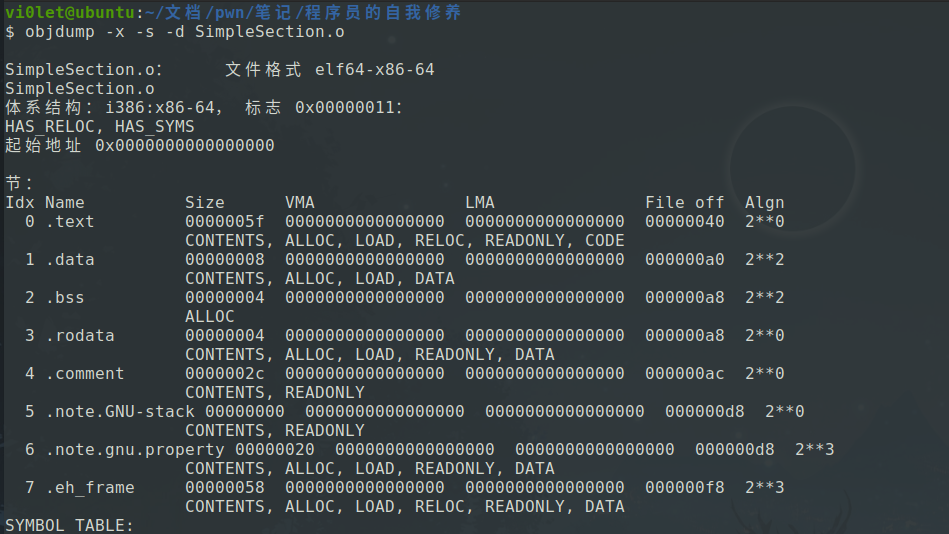 vi0let@ubuntu:~/文档/pwn/笔记/程序员的自我修养
$ objdump -x -s -d SimpleSection.o

SimpleSection.o：     文件格式 elf64-x86-64
SimpleSection.o
体系结构：i386:x86-64， 标志 0x00000011：
HAS_RELOC, HAS_SYMS
起始地址 0x0000000000000000

节：
Idx Name          Size      VMA               LMA               File off  Algn
  0 .text         0000005f  0000000000000000  0000000000000000  00000040  2**0
                  CONTENTS, ALLOC, LOAD, RELOC, READONLY, CODE
  1 .data         00000008  0000000000000000  0000000000000000  000000a0  2**2
                  CONTENTS, ALLOC, LOAD, DATA
  2 .bss          00000004  0000000000000000  0000000000000000  000000a8  2**2
                  ALLOC
  3 .rodata       00000004  0000000000000000  0000000000000000  000000a8  2**0
                  CONTENTS, ALLOC, LOAD, READONLY, DATA
  4 .comment      0000002c  0000000000000000  0000000000000000  000000ac  2**0
                  CONTENTS, READONLY
  5 .note.GNU-stack 00000000  0000000000000000  0000000000000000  000000d8  2**0
                  CONTENTS, READONLY
  6 .note.gnu.property 00000020  0000000000000000  0000000000000000  000000d8  2**3
                  CONTENTS, ALLOC, LOAD, READONLY, DATA
  7 .eh_frame     00000058  0000000000000000  0000000000000000  000000f8  2**3
                  CONTENTS, ALLOC, LOAD, RELOC, READONLY, DATA
SYMBOL TABLE: